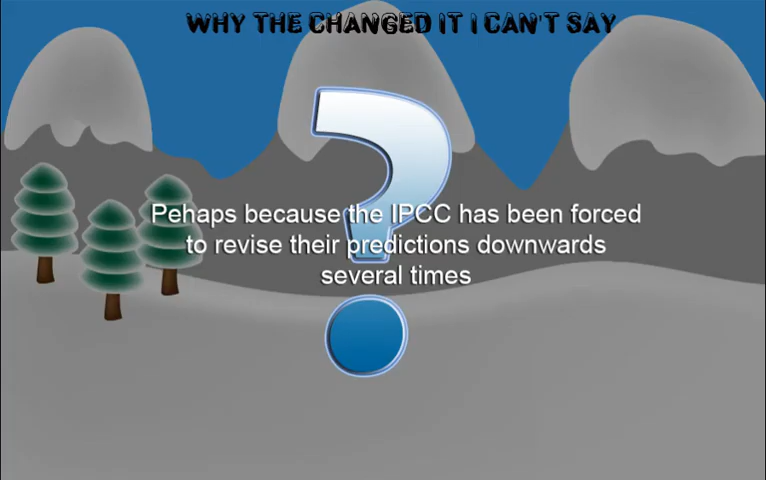 WHY THE CHANGED IT I CAN'T SAY
Pehaps because the IPCC has been forced
to revise their predictions downwards
several times